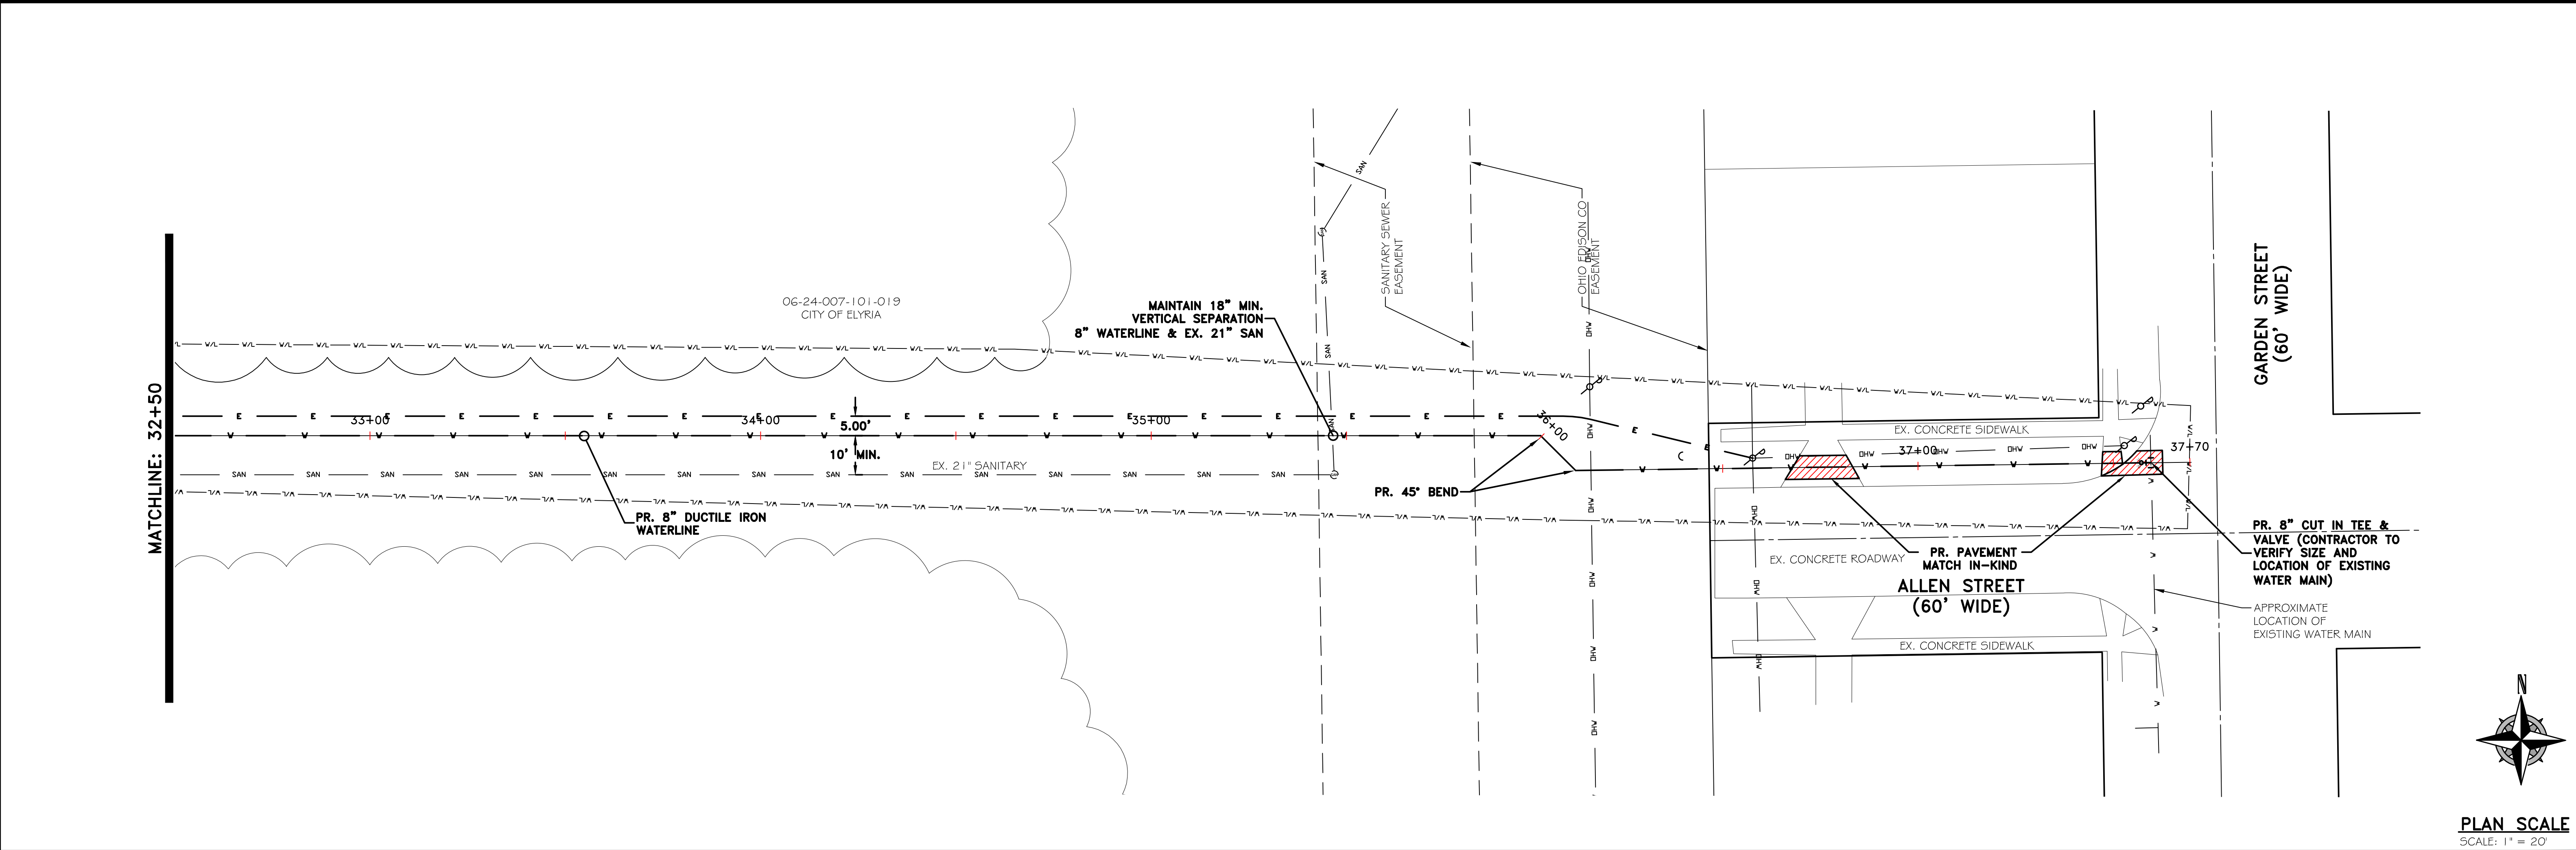 MATCHLINE: 32+50
06-24-007-101-019
CITY OF ELYRIA
MAINTAIN 18" MIN.
VERTICAL SEPARATION
8" WATERLINE & EX. 21" SAN
SANITARY SEWER
EASEMENT
OHIO EDISON CO
EASEMENT
GARDEN STREET
(60' WIDE)
33+00
34+00
35+00
36+00
37+00
37+70
5.00'
10' MIN.
EX. 21" SANITARY
PR. 8" DUCTILE IRON
WATERLINE
PR. 45° BEND
EX. CONCRETE SIDEWALK
EX. CONCRETE ROADWAY
PR. PAVEMENT
MATCH IN-KIND
ALLEN STREET
(60' WIDE)
EX. CONCRETE SIDEWALK
PR. 8" CUT IN TEE &
VALVE (CONTRACTOR TO
VERIFY SIZE AND
LOCATION OF EXISTING
WATER MAIN)
APPROXIMATE
LOCATION OF
EXISTING WATER MAIN
N
PLAN SCALE
SCALE: 1" = 20'